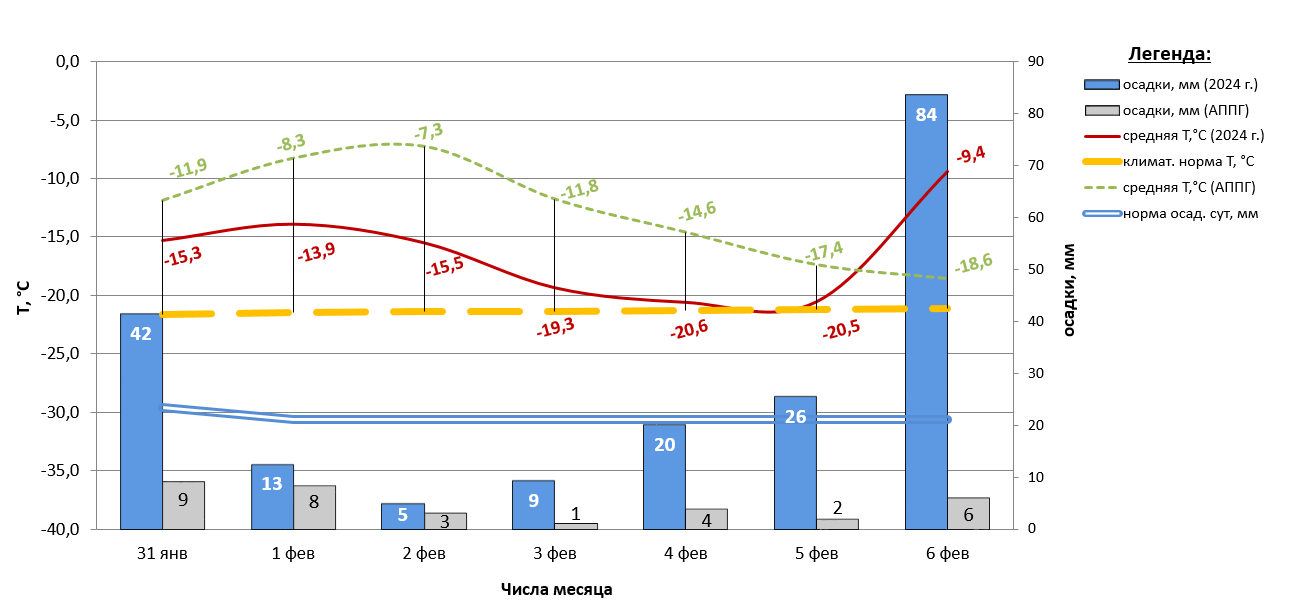 Легенда:
осадки, мм (2024 г.)
осадки, мм (АППГ)
средняя Т,°С (2024 г.)
климат. норма Т, °С
средняя Т,°С (АППГ)
норма осад. сут, мм
Т, °С
0,0
-5,0
-10,0
-15,0
-20,0
-25,0
-30,0
-35,0
-40,0
90
80
70
60
50
40
30
20
10
0
осадки, мм
-11,9
-8,3
-7,3
-11,8
-14,6
-17,4
-18,6
-15,3
-13,9
-15,5
-19,3
-20,6
-20,5
-9,4
42
13
5
9
20
26
84
9
8
3
1
4
2
6
31 янв
1 фев
2 фев
3 фев
4 фев
5 фев
6 фев
Числа месяца